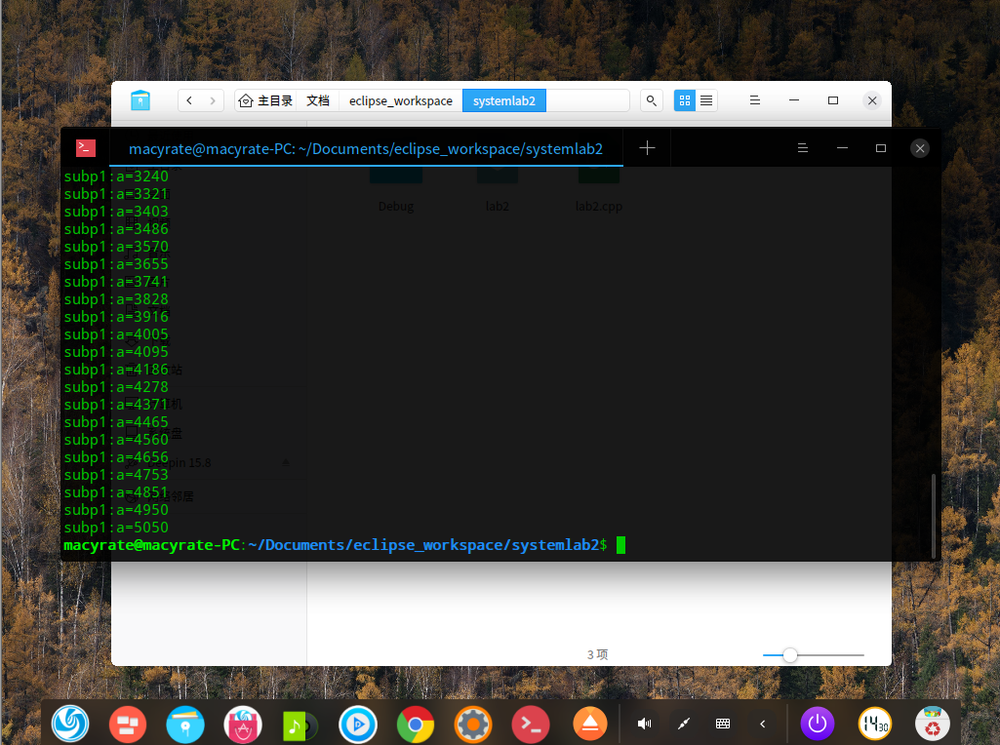 主目录 文档 eclipse_workspace systemlab2
macyrate@macyrate-PC: ~/Documents/eclipse_workspace/systemlab2
subp1:a=3240
subp1:a=3321
subp1:a=3403
subp1:a=3486
subp1:a=3570
subp1:a=3655
subp1:a=3741
subp1:a=3828
subp1:a=3916
subp1:a=4005
subp1:a=4095
subp1:a=4186
subp1:a=4278
subp1:a=4371
subp1:a=4465
subp1:a=4560
subp1:a=4656
subp1:a=4753
subp1:a=4851
subp1:a=4950
subp1:a=5050
macyrate@macyrate-PC:~/Documents/eclipse_workspace/systemlab2$
Debug lab2 lab2.cpp
15.8
3 项
14 30